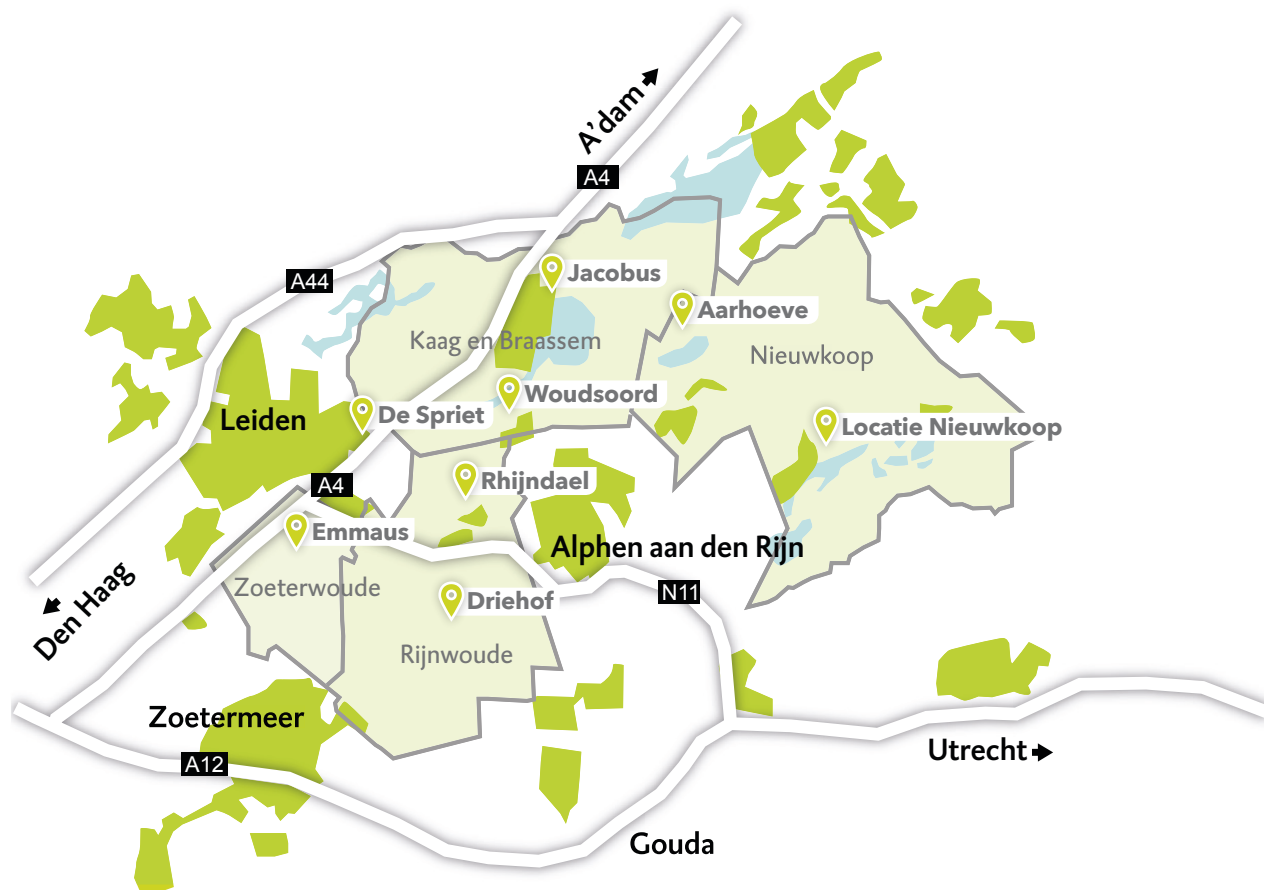 A'dam
A4
A44
Jacobus
Aarhoeve
Kaag en Braassem
Nieuwkoop
Woudsoord
De Spriet
Leiden
Locatie Nieuwkoop
Rhijndael
A4
Emmaus
Alphen aan den Rijn
Zoeterwoude
N11
Driehof
Den Haag
Rijnwoude
Zoetermeer
Utrecht
A12
Gouda